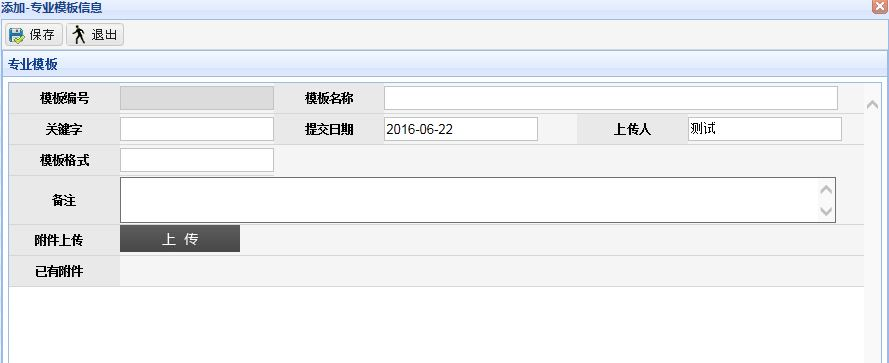 添加-专业模板信息
保存 退出
专业模板
模板编号 模板名称
关键字 提交日期 2016-06-22 上传人 测试
模板格式
备注
附件上传 上 传
已有附件